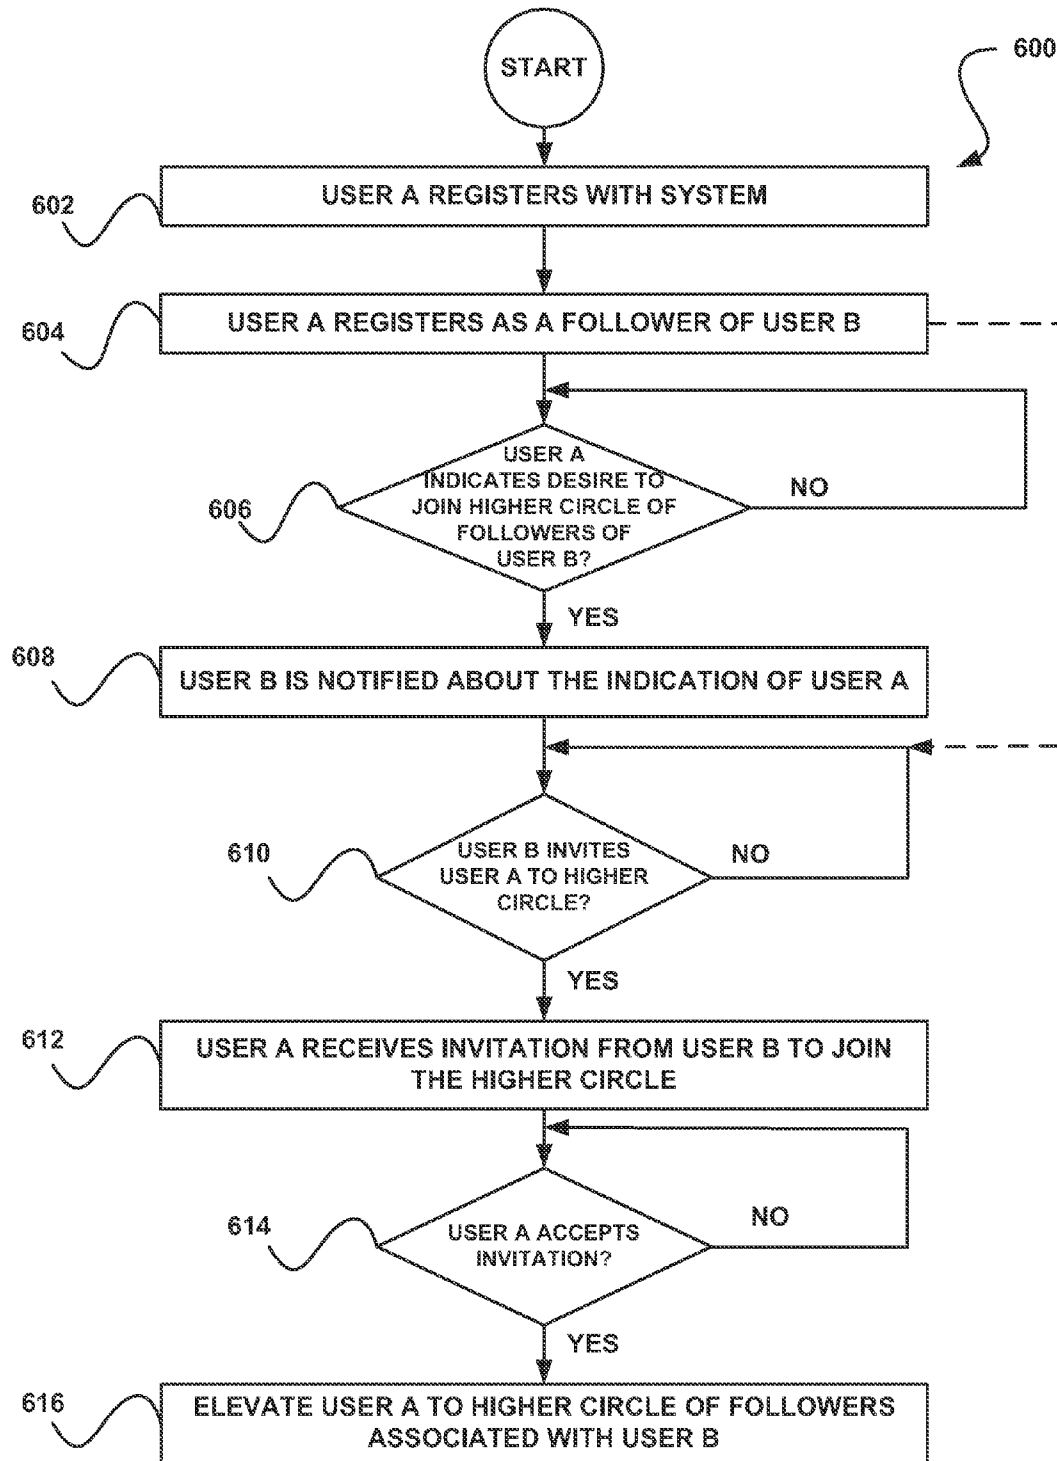 START
600
USER A REGISTERS WITH SYSTEM
602
USER A REGISTERS AS A FOLLOWER OF USER B
604
USER A
INDICATES DESIRE TO
JOIN HIGHER CIRCLE OF
FOLLOWERS OF
USER B?
NO
606
YES
608
USER B IS NOTIFIED ABOUT THE INDICATION OF USER A
610
USER B INVITES
USER A TO HIGHER
CIRCLE?
NO
YES
612
USER A RECEIVES INVITATION FROM USER B TO JOIN
THE HIGHER CIRCLE
614
USER A ACCEPTS
INVITATION?
NO
YES
616
ELEVATE USER A TO HIGHER CIRCLE OF FOLLOWERS
ASSOCIATED WITH USER B